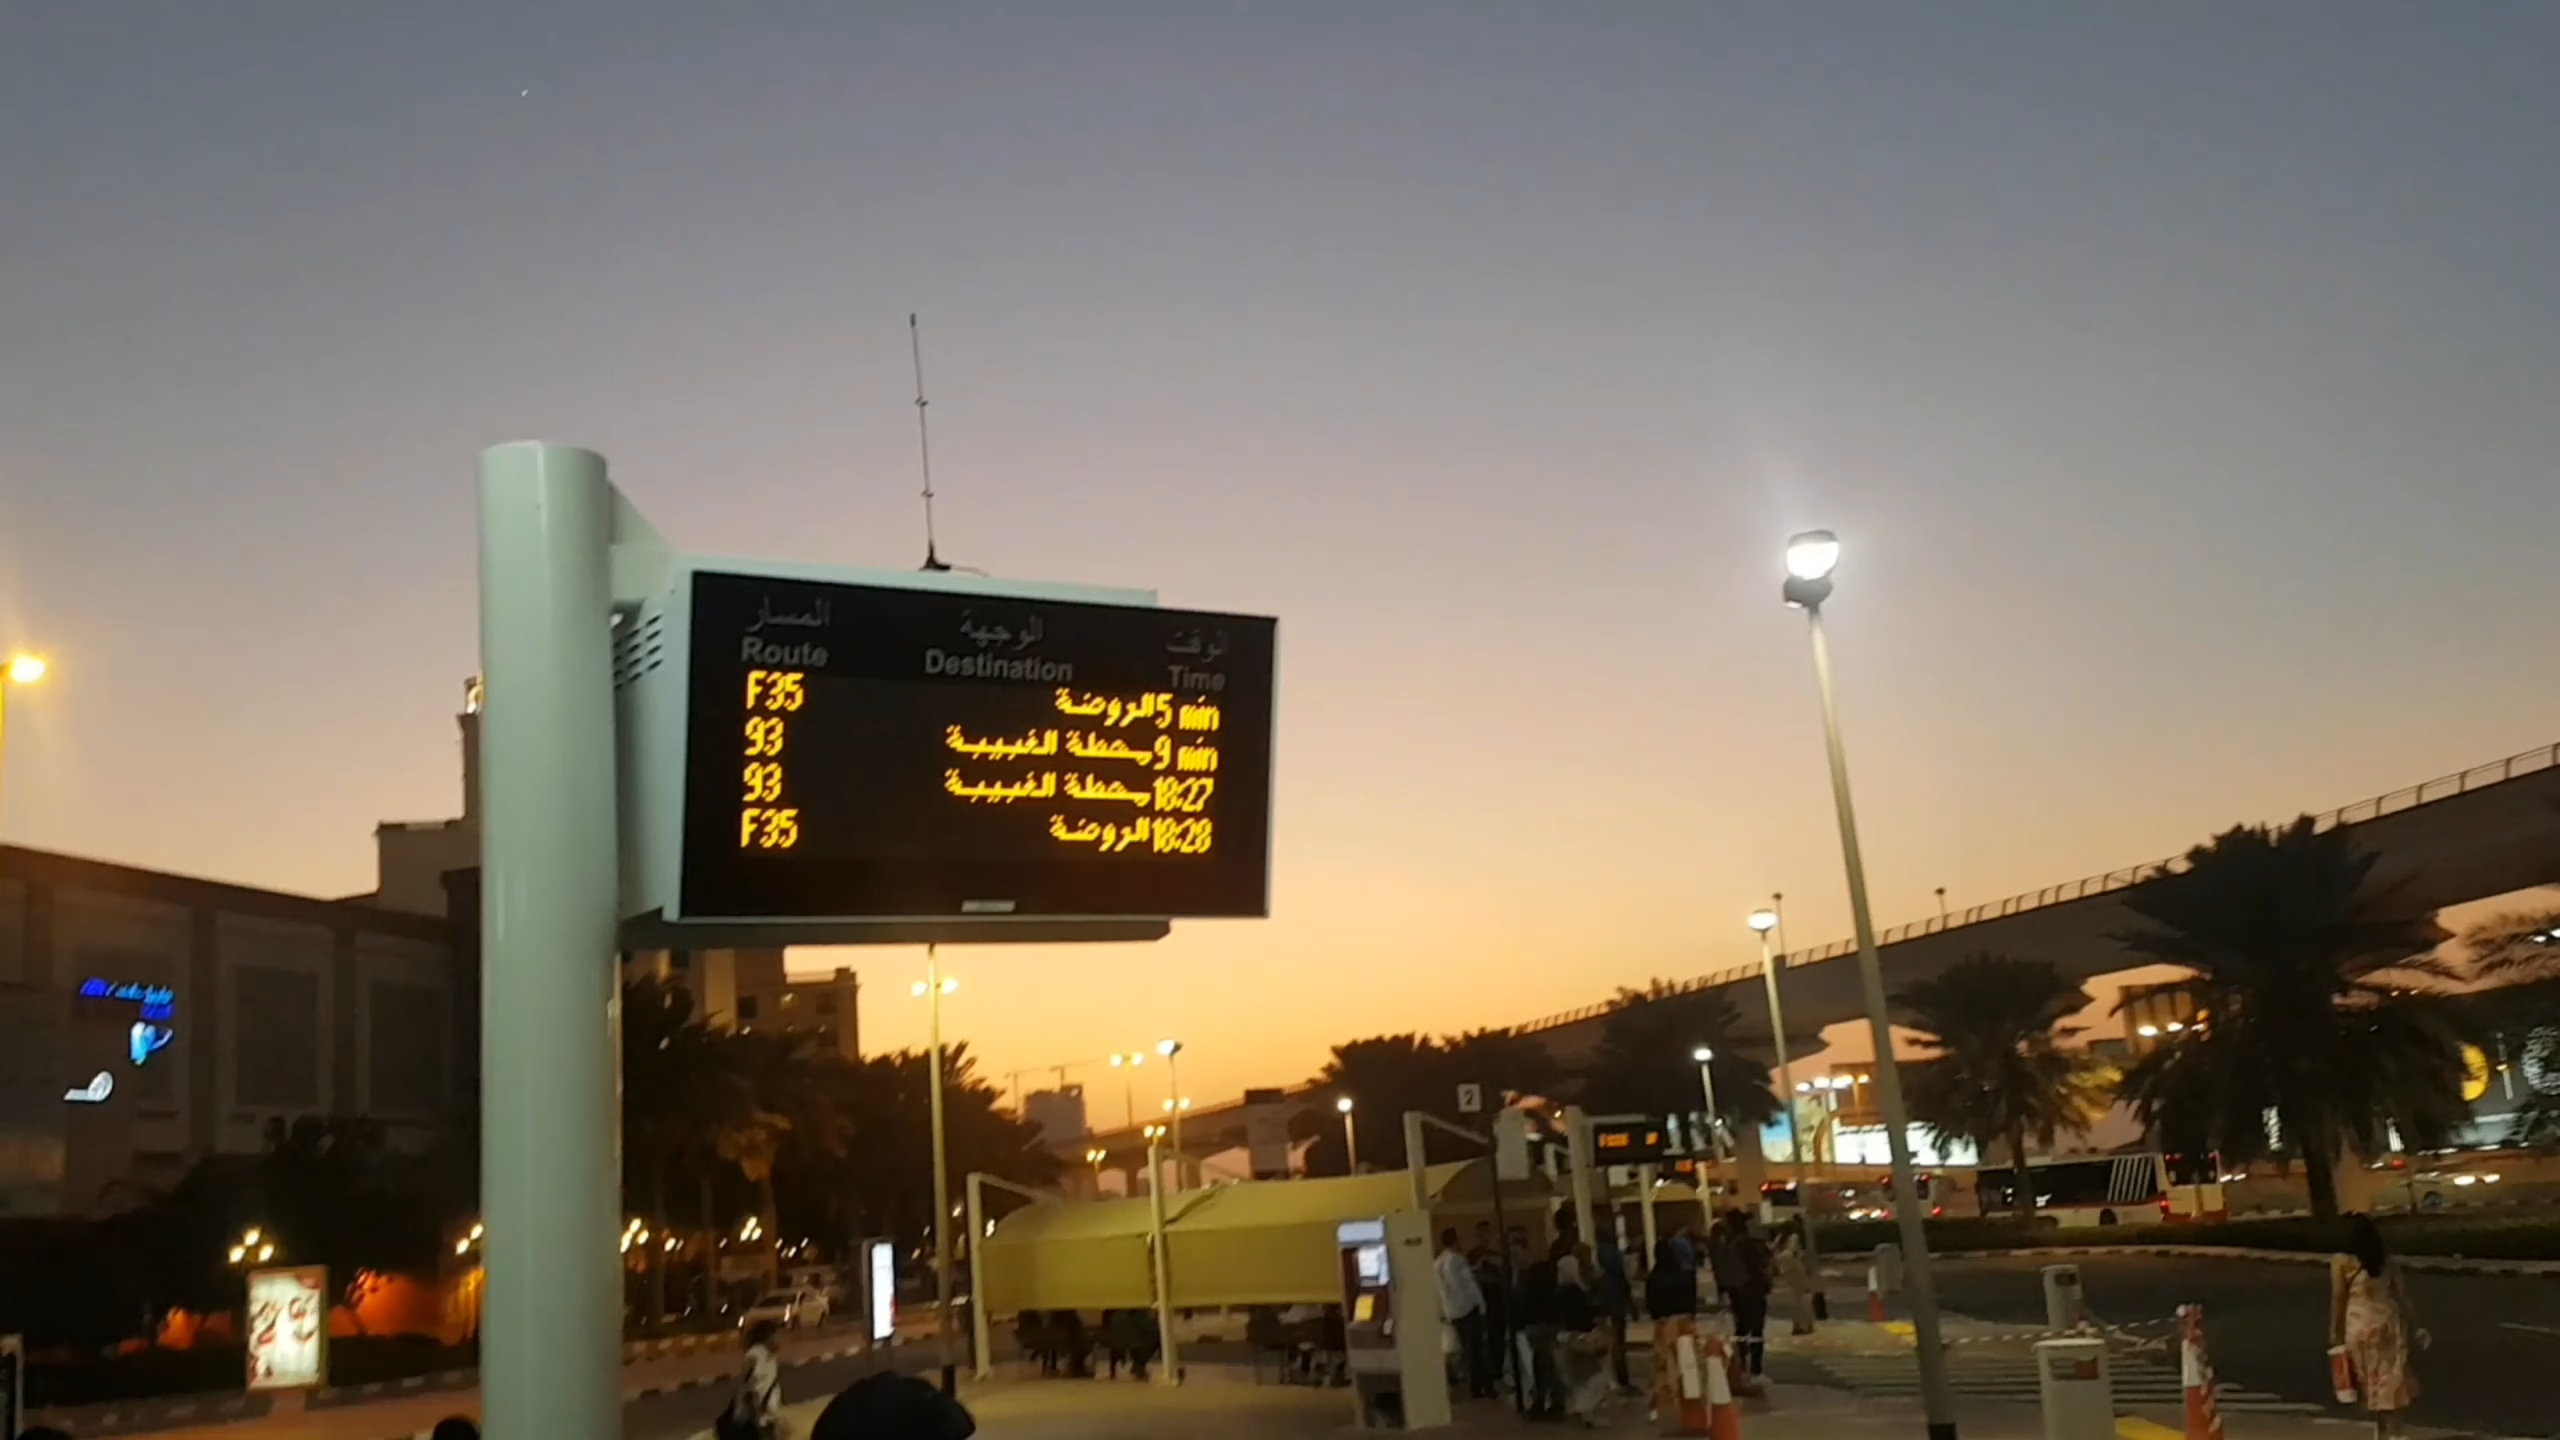 المسار الوجهة الوقت
Route Destination Time
F35 الروضة 5 min
93 محطة الغبيبة 9 min
93 محطة الغبيبة 18:27
F35 الروضة 18:28
2